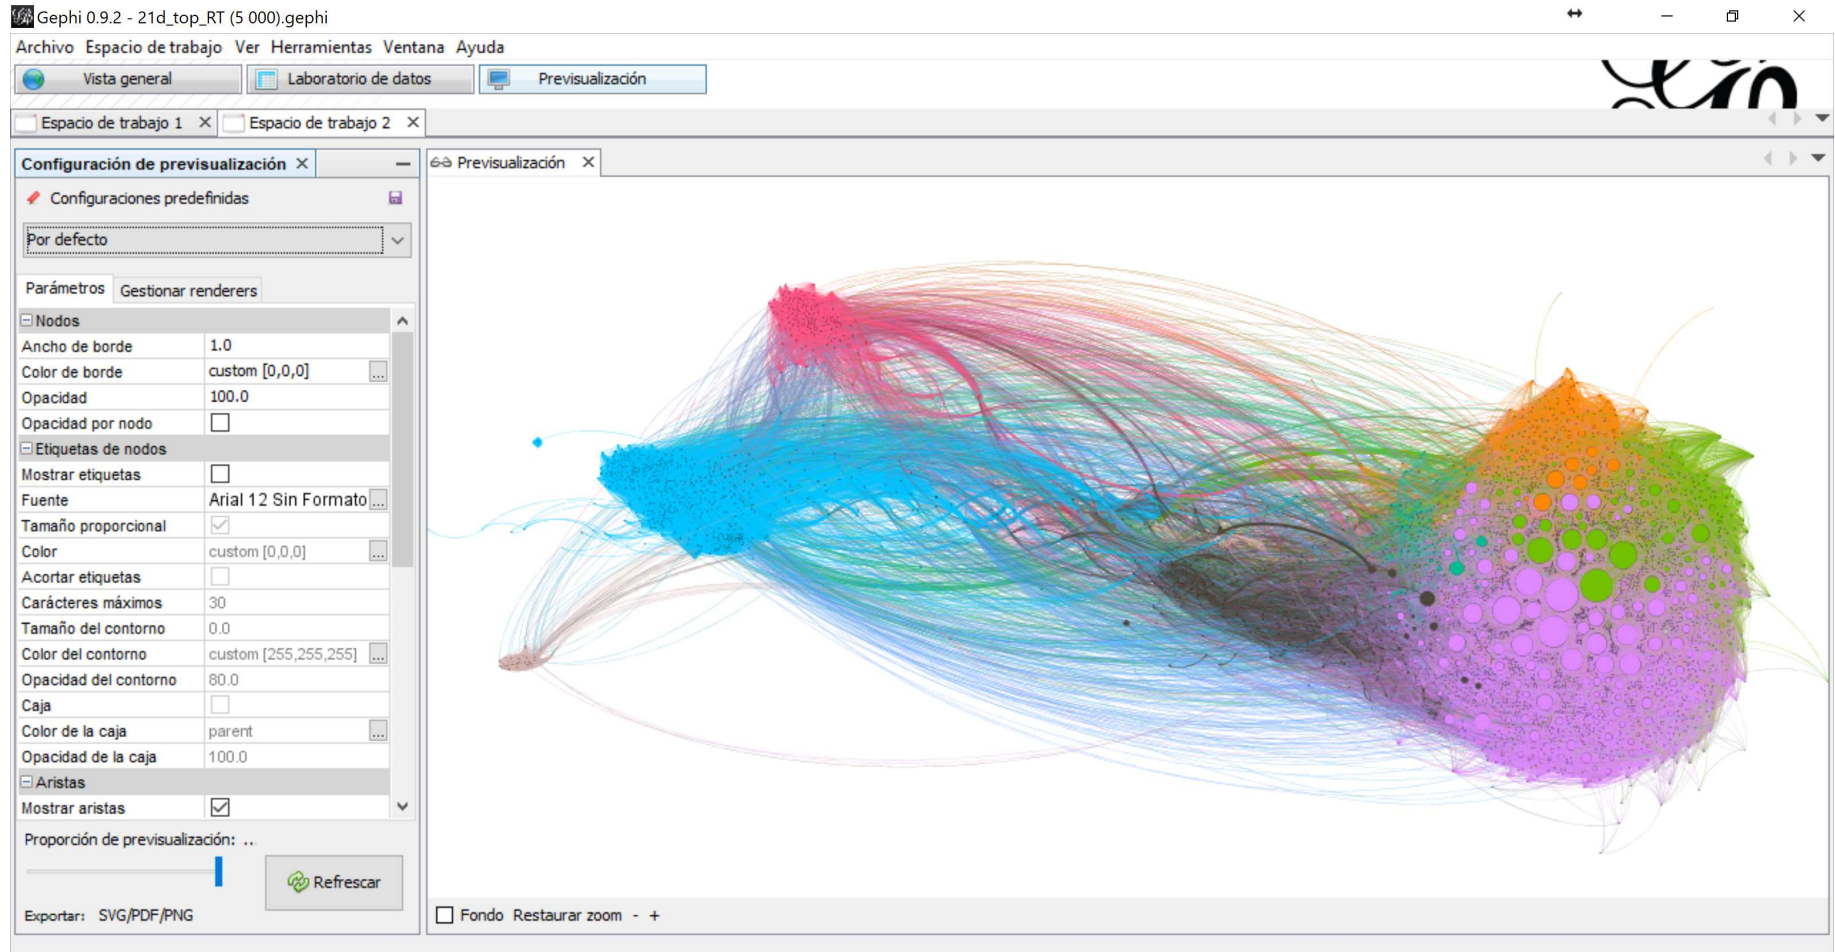 Gephi 0.9.2 - 21d_top_RT (5 000).gephi
Archivo Espacio de trabajo Ver Herramientas Ventana Ayuda
Vista general Laboratorio de datos Previsualización
Espacio de trabajo 1 Espacio de trabajo 2
Configuración de previsualización
Configuraciones predefinidas
Por defecto
Parámetros Gestionar renderers
Nodos
Ancho de borde 1.0
Color de borde custom [0,0,0] ...
Opacidad 100.0
Opacidad por nodo
Etiquetas de nodos
Mostrar etiquetas
Fuente Arial 12 Sin Formato ...
Tamaño proporcional
Color custom [0,0,0] ...
Acortar etiquetas
Carácteres máximos 30
Tamaño del contorno 0.0
Color del contorno custom [255,255,255] ...
Opacidad del contorno 80.0
Caja
Color de la caja parent ...
Opacidad de la caja 100.0
Aristas
Mostrar aristas
Proporción de previsualización: ...
Refrescar
Exportar: SVG/PDF/PNG
Previsualización
Fondo Restaurar zoom - +